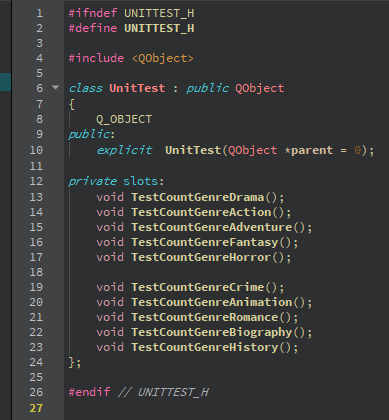 1 #ifndef UNITTEST_H
2 #define UNITTEST_H
3
4 #include <QObject>
5
6 class UnitTest : public QObject
7 {
8     Q_OBJECT
9 public:
10     explicit  UnitTest(QObject *parent = 0);
11
12 private slots:
13     void TestCountGenreDrama();
14     void TestCountGenreAction();
15     void TestCountGenreAdventure();
16     void TestCountGenreFantasy();
17     void TestCountGenreHorror();
18
19     void TestCountGenreCrime();
20     void TestCountGenreAnimation();
21     void TestCountGenreRomance();
22     void TestCountGenreBiography();
23     void TestCountGenreHistory();
24 };
25
26 #endif // UNITTEST_H
27